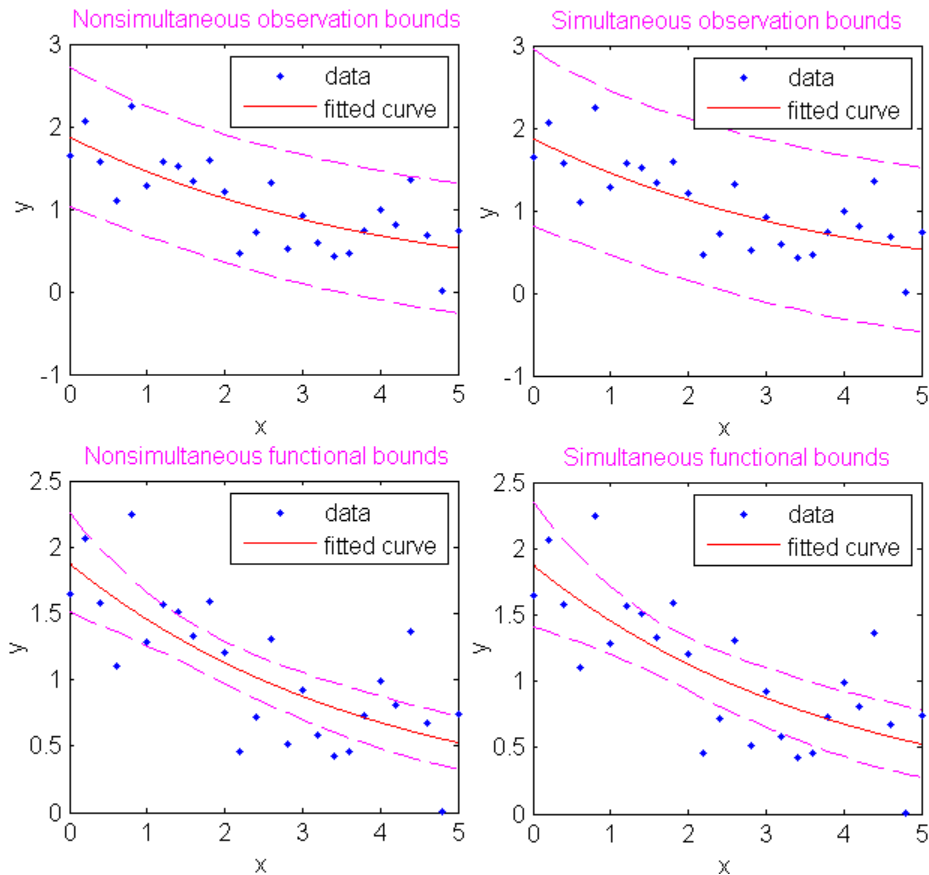 Nonsimultaneous observation bounds
3
2
1
0
-1
y
data
fitted curve
0 1 2 3 4 5
x
Simultaneous observation bounds
3
2
1
0
-1
y
data
fitted curve
0 1 2 3 4 5
x
Nonsimultaneous functional bounds
2.5
2
1.5
1
0.5
0
y
data
fitted curve
0 1 2 3 4 5
x
Simultaneous functional bounds
2.5
2
1.5
1
0.5
0
y
data
fitted curve
0 1 2 3 4 5
x